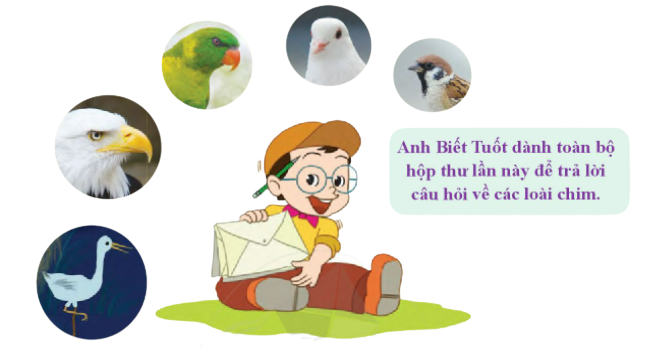 Anh Biết Tuốt dành toàn bộ
hộp thư lần này để trả lời
câu hỏi về các loài chim.